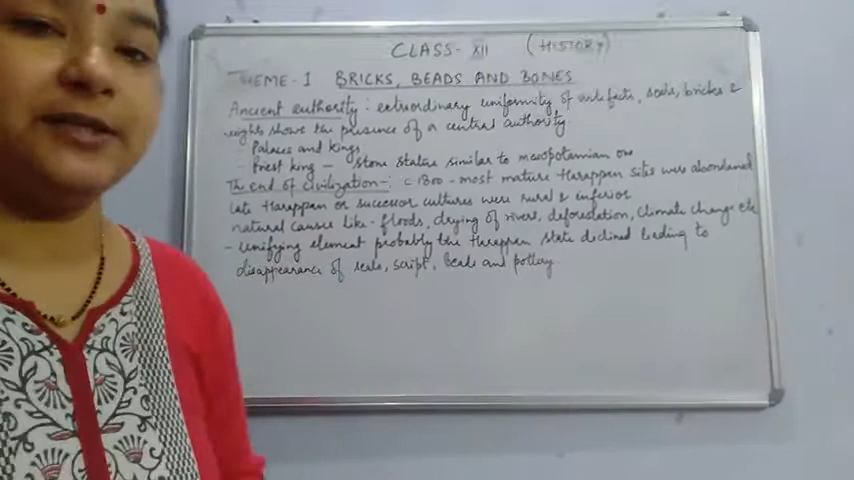 CLASS- XII (HISTORY)
THEME-I BRICKS, BEADS AND BONES
Ancient authority: extraordinary uniformity of artefacts, seals, bricks &
weights shows the presence of a central authority.
- Palaces and kings
- Priest king - stone statue similar to mesopotamian one
The end of civilization-: c 1800 - most mature Harappan sites were abondaned
late Harappan or successor cultures were rural & inferior
natural causes like - floods, drying of rivers, deforestation, climate change etc
- unifying element probably the Harappan state declined leading to
disappearance of seals, script, beads and pottery